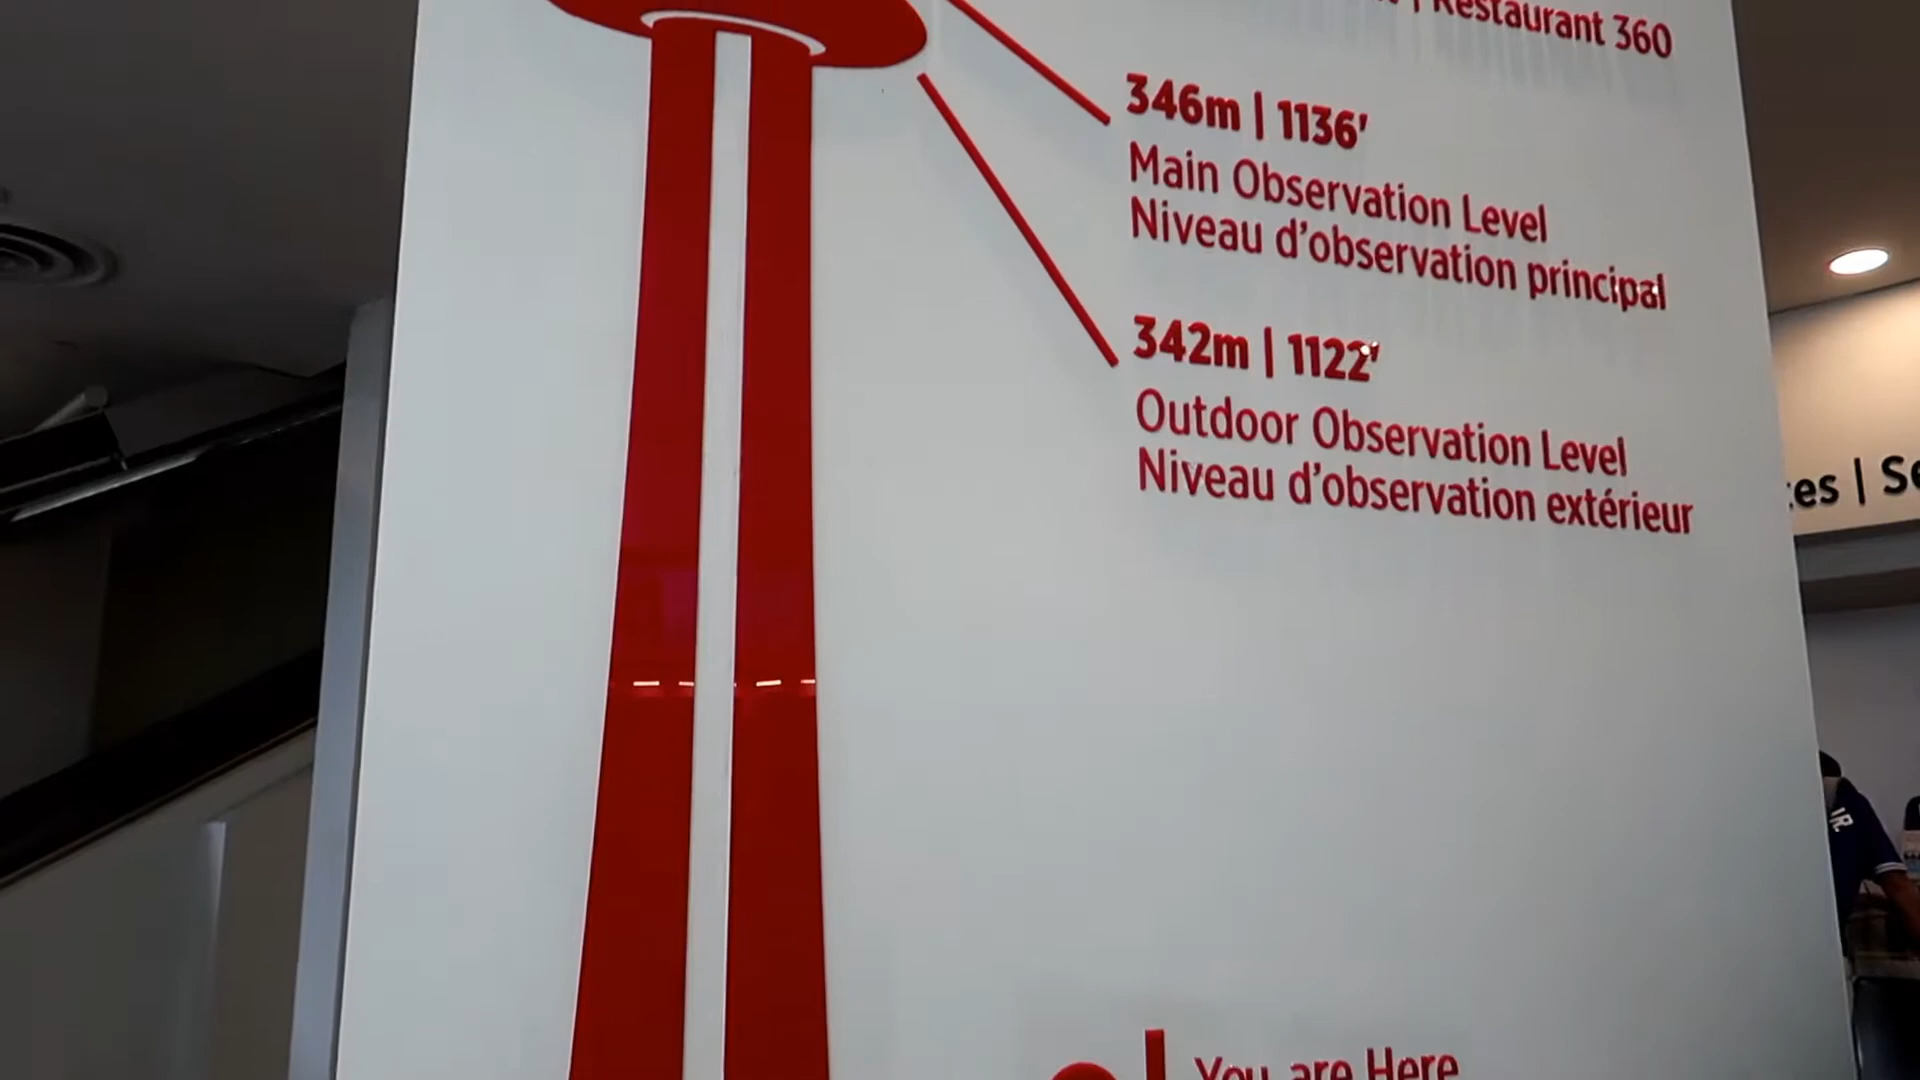 | Restaurant 360
346m | 1136'
Main Observation Level
Niveau d'observation principal
342m | 1122'
Outdoor Observation Level
Niveau d'observation extérieur
You are Here